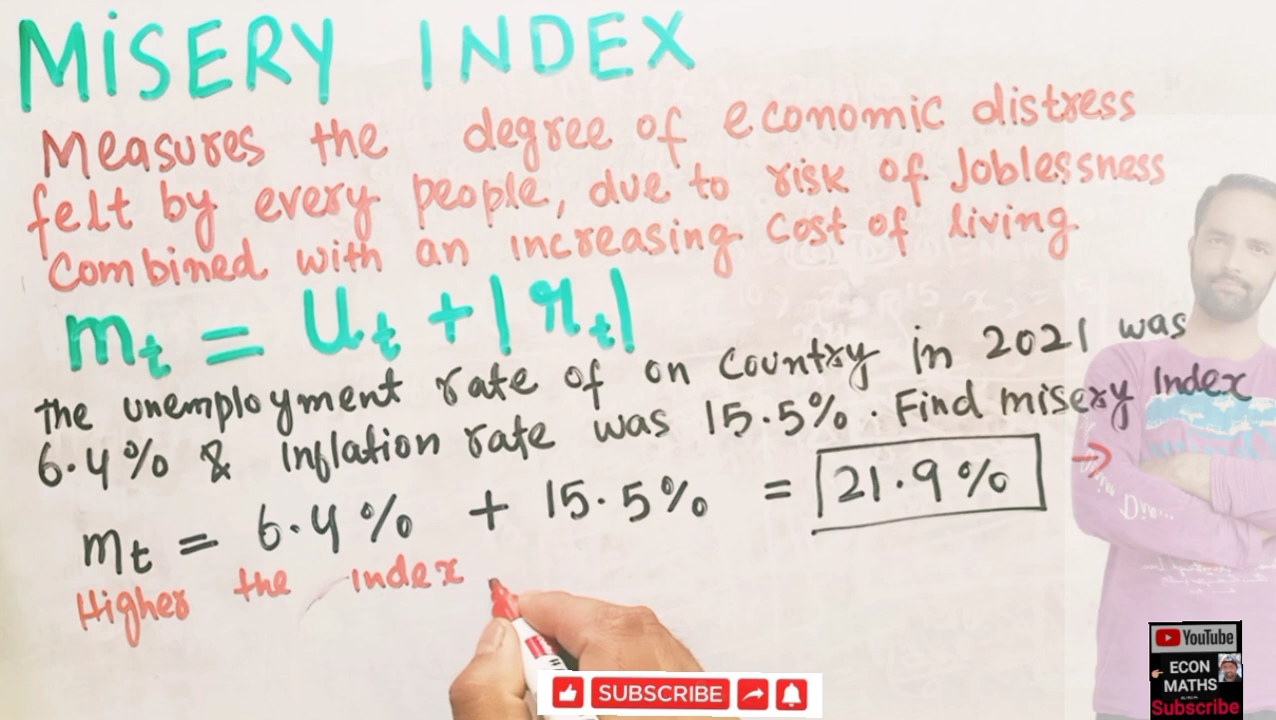 MISERY INDEX
Measures the degree of economic distress
felt by every people, due to risk of Joblessness
Combined with an increasing cost of living
mt = Ut + |πt|
the unemployment rate of on Country in 2021 was
6.4% & Inflation rate was 15.5%. Find misery Index
mt = 6.4% + 15.5% = 21.9% →
Higher the index
SUBSCRIBE
YouTube
ECON
MATHS
Subscribe